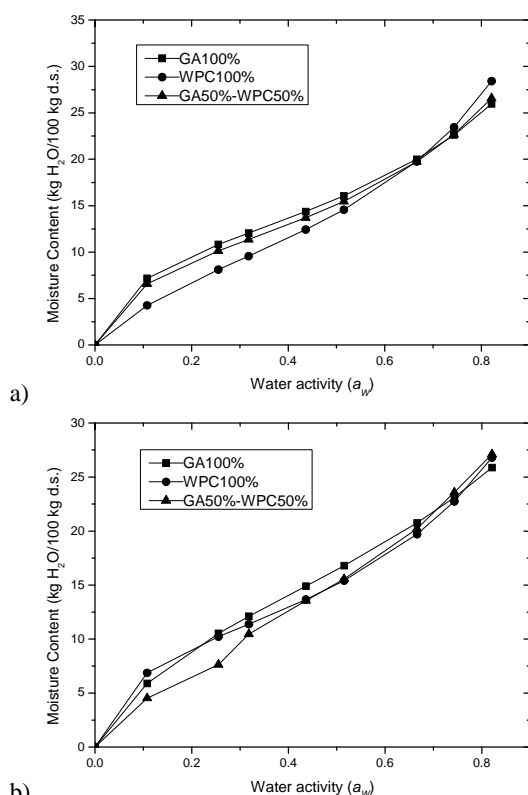 35
30
25
20
15
10
5
0
Moisture Content (kg H₂O/100 kg d.s.)
GA100%
WPC100%
GA50%-WPC50%
0.0 0.2 0.4 0.6 0.8
Water activity (a_w)
a)
30
25
20
15
10
5
0
Moisture Content (kg H₂O/100 kg d.s.)
GA100%
WPC100%
GA50%-WPC50%
0.0 0.2 0.4 0.6 0.8
Water activity (a_w)
b)